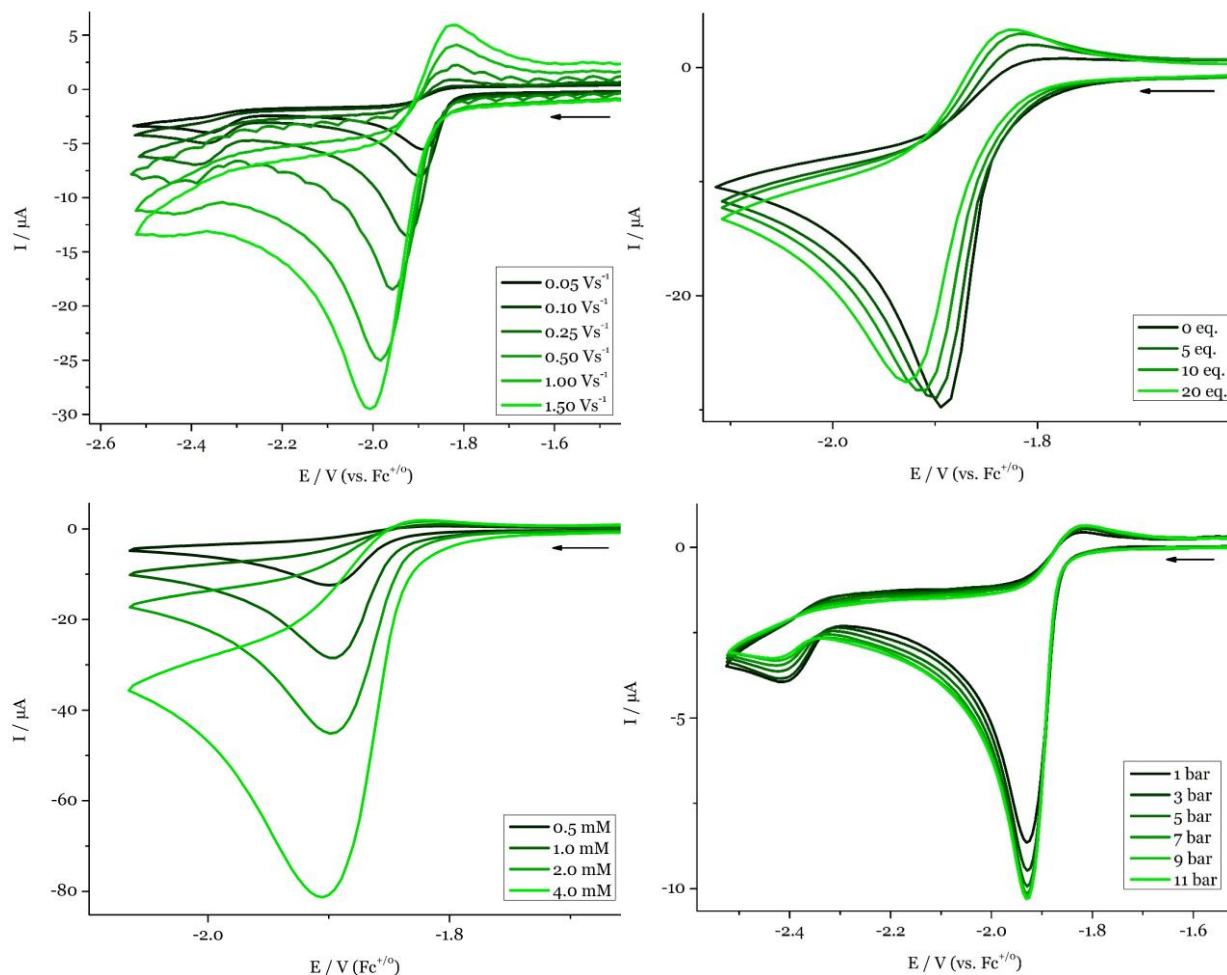 5
0
-5
-10
-15
-20
-25
-30
I / µA
-2.6 -2.4 -2.2 -2.0 -1.8 -1.6
E / V (vs. Fc⁺/⁰)
0.05 Vs⁻¹
0.10 Vs⁻¹
0.25 Vs⁻¹
0.50 Vs⁻¹
1.00 Vs⁻¹
1.50 Vs⁻¹
0
-20
I / µA
-2.0 -1.8
E / V (vs. Fc⁺/⁰)
0 eq.
5 eq.
10 eq.
20 eq.
0
-20
-40
-60
-80
I / µA
-2.0 -1.8
E / V (Fc⁺/⁰)
0.5 mM
1.0 mM
2.0 mM
4.0 mM
0
-5
-10
I / µA
-2.4 -2.2 -2.0 -1.8 -1.6
E / V (vs. Fc⁺/⁰)
1 bar
3 bar
5 bar
7 bar
9 bar
11 bar